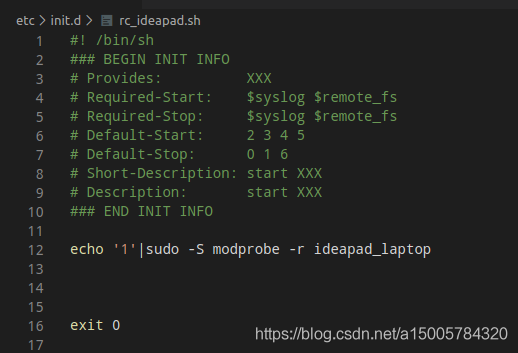 etc > init.d > rc_ideapad.sh
1 #! /bin/sh
2 ### BEGIN INIT INFO
3 # Provides:          XXX
4 # Required-Start:    $syslog $remote_fs
5 # Required-Stop:     $syslog $remote_fs
6 # Default-Start:     2 3 4 5
7 # Default-Stop:      0 1 6
8 # Short-Description: start XXX
9 # Description:       start XXX
10 ### END INIT INFO
11
12 echo '1'|sudo -S modprobe -r ideapad_laptop
13
14
15
16 exit 0
17
https://blog.csdn.net/a15005784320